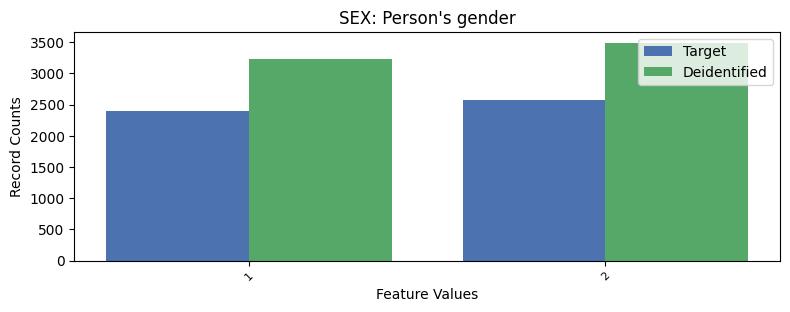 SEX: Person's gender
Target
Deidentified
Record Counts
3500
3000
2500
2000
1500
1000
500
0
1
2
Feature Values